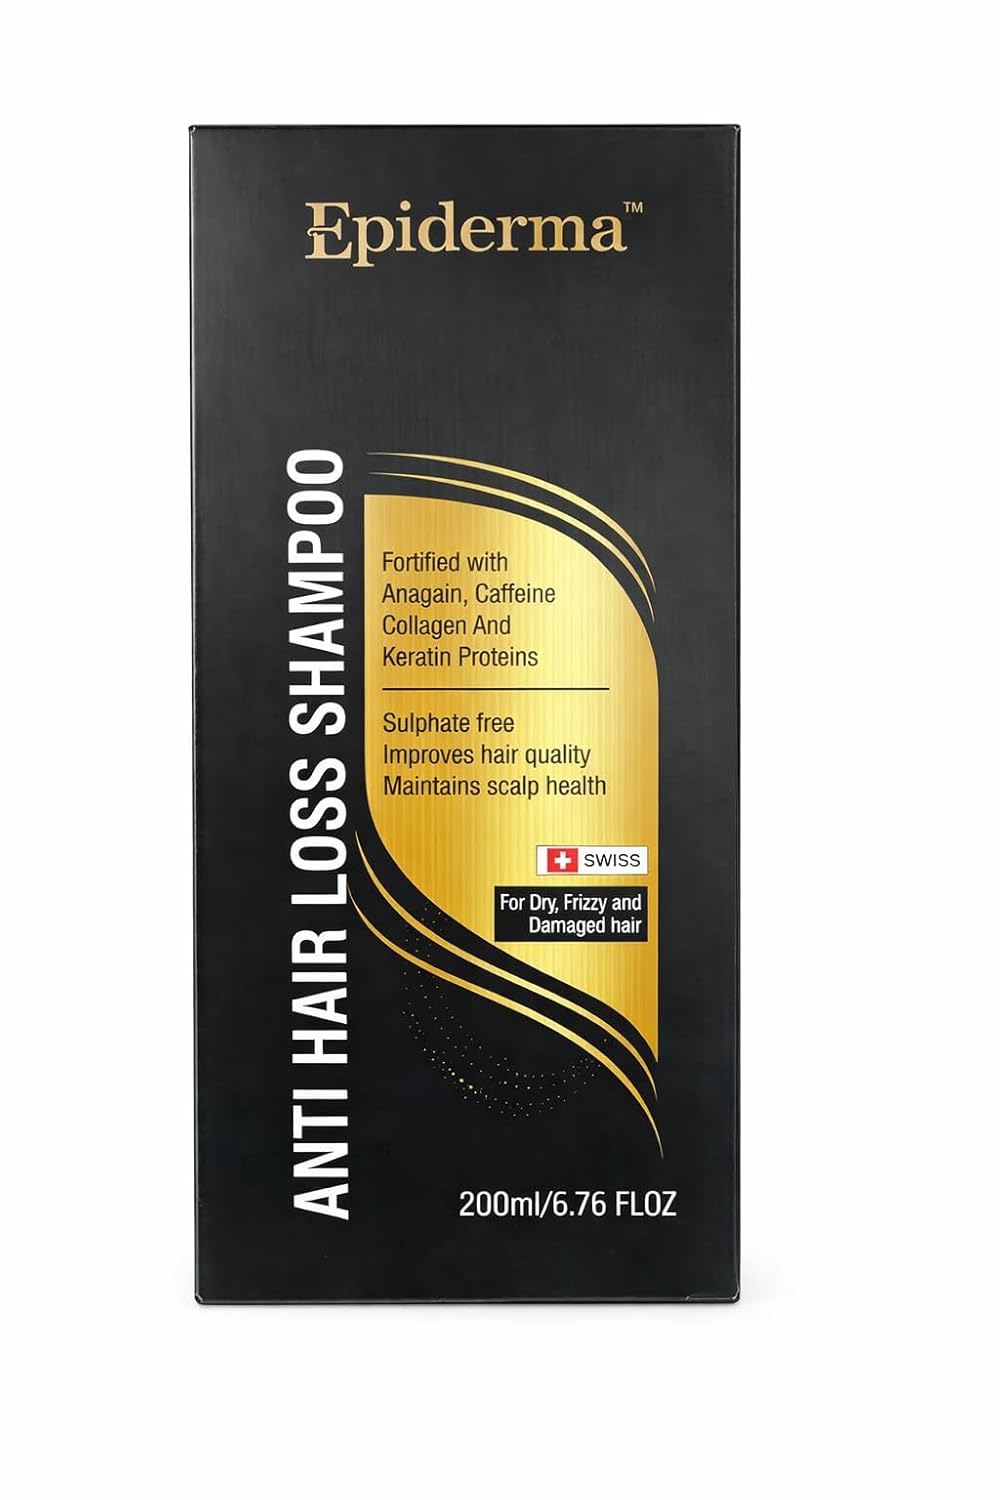 Epiderma™
ANTI HAIR LOSS SHAMPOO
Fortified with
Anagain, Caffeine
Collagen And
Keratin Proteins
Sulphate free
Improves hair quality
Maintains scalp health
SWISS
For Dry, Frizzy and
Damaged hair
200ml/6.76 FLOZ